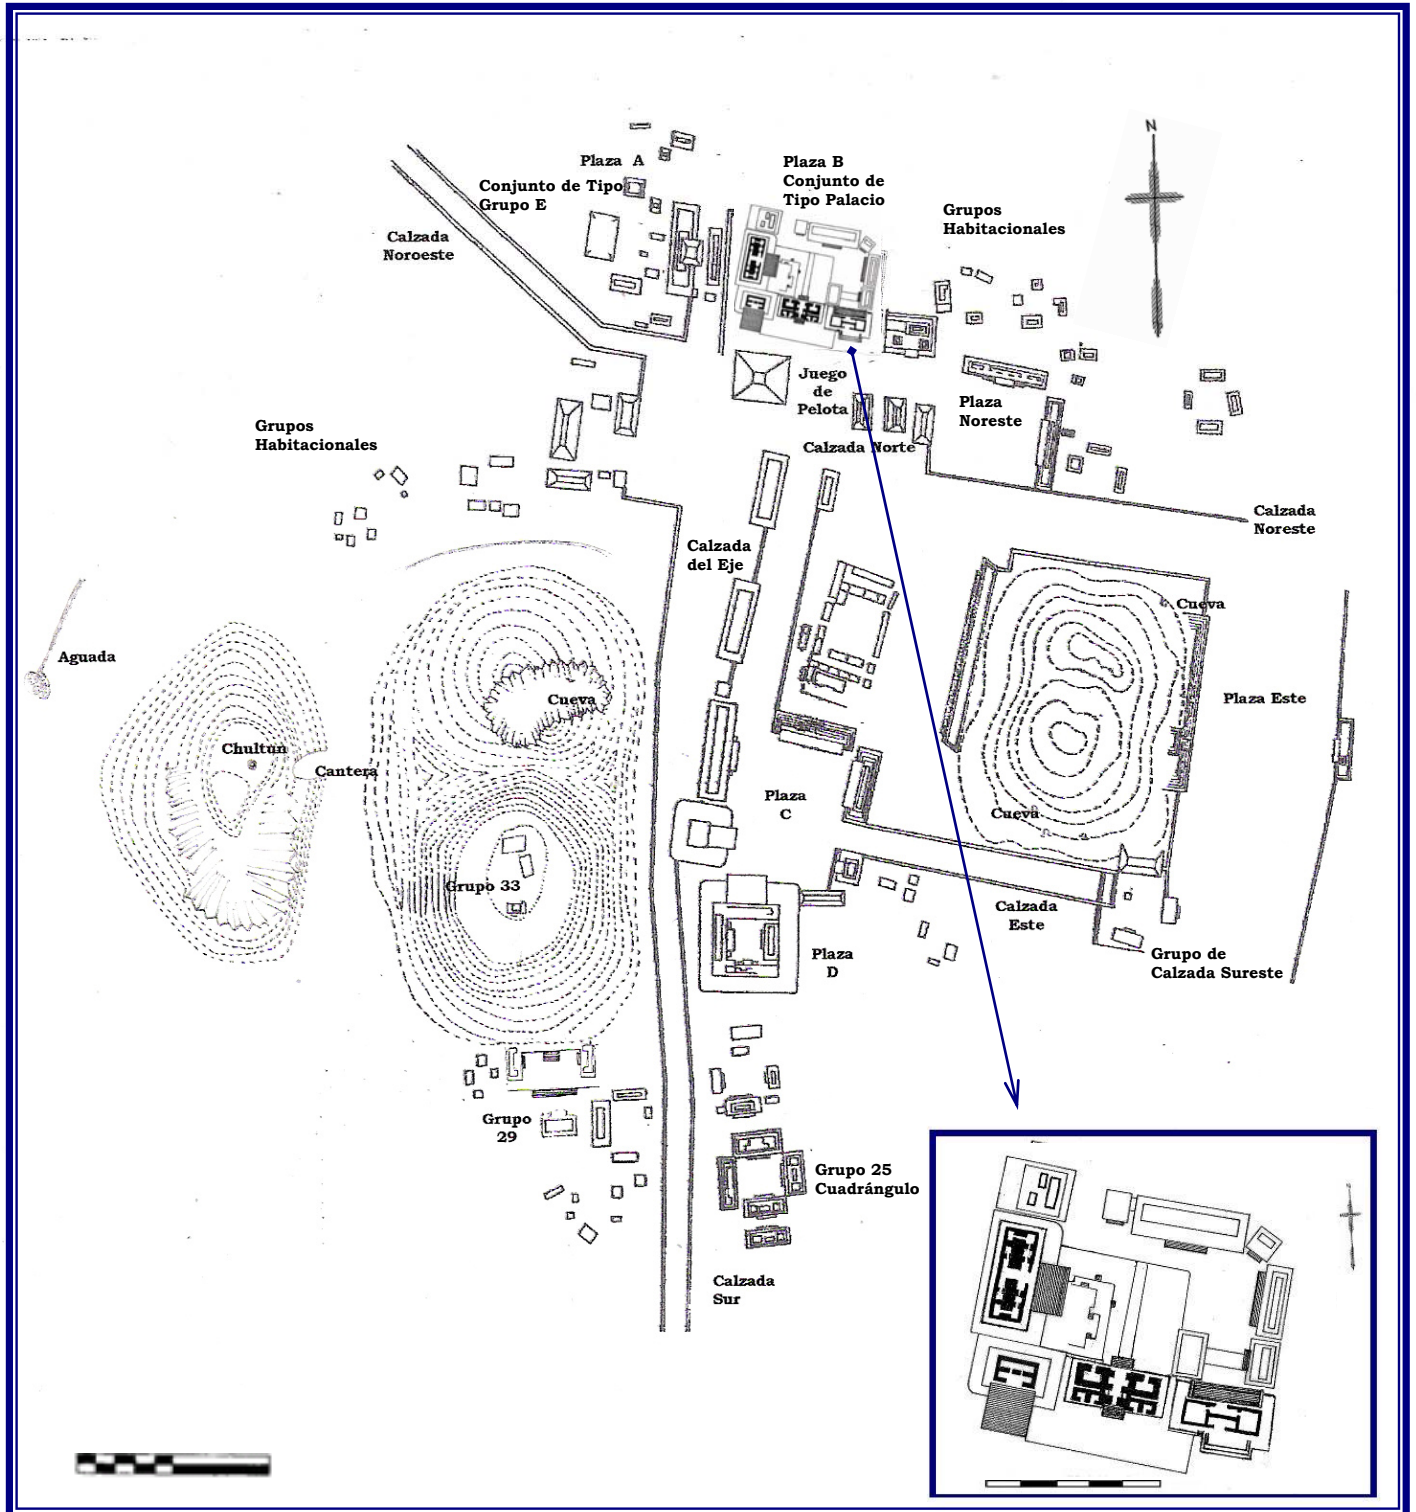 N
Plaza A
Conjunto de Tipo
Grupo E
Plaza B
Conjunto de
Tipo Palacio
Grupos
Habitacionales
Calzada
Noroeste
Juego
de
Pelota
Plaza
Noreste
Calzada Norte
Grupos
Habitacionales
Calzada
Noreste
Calzada
del Eje
Cueva
Aguada
Cueva
Plaza Este
Chultun
Cantera
Plaza
C
Cueva
Grupo 33
Calzada
Este
Plaza
D
Grupo de
Calzada Sureste
Grupo
29
Grupo 25
Cuadrángulo
Calzada
Sur